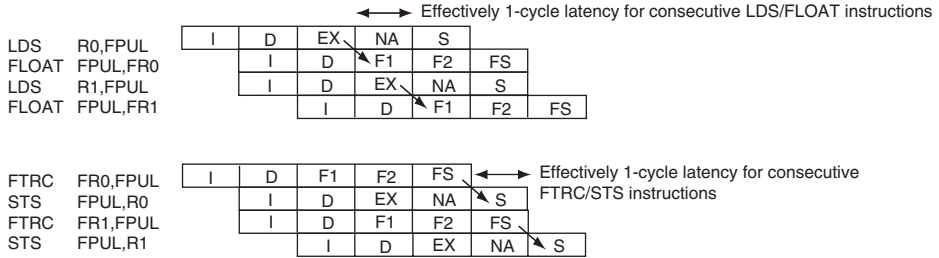 Effectively 1-cycle latency for consecutive LDS/FLOAT instructions
LDS R0,FPUL I D EX NA S
FLOAT FPUL,FR0 I D F1 F2 FS
LDS R1,FPUL I D EX NA S
FLOAT FPUL,FR1 I D F1 F2 FS
FTRC FR0,FPUL I D F1 F2 FS Effectively 1-cycle latency for consecutive
FTRC/STS instructions
STS FPUL,R0 I D EX NA S
FTRC FR1,FPUL I D F1 F2 FS
STS FPUL,R1 I D EX NA S